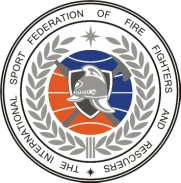 THE INTERNATIONAL SPORT FEDERATION OF FIRE FIGHTERS AND RESCUERS